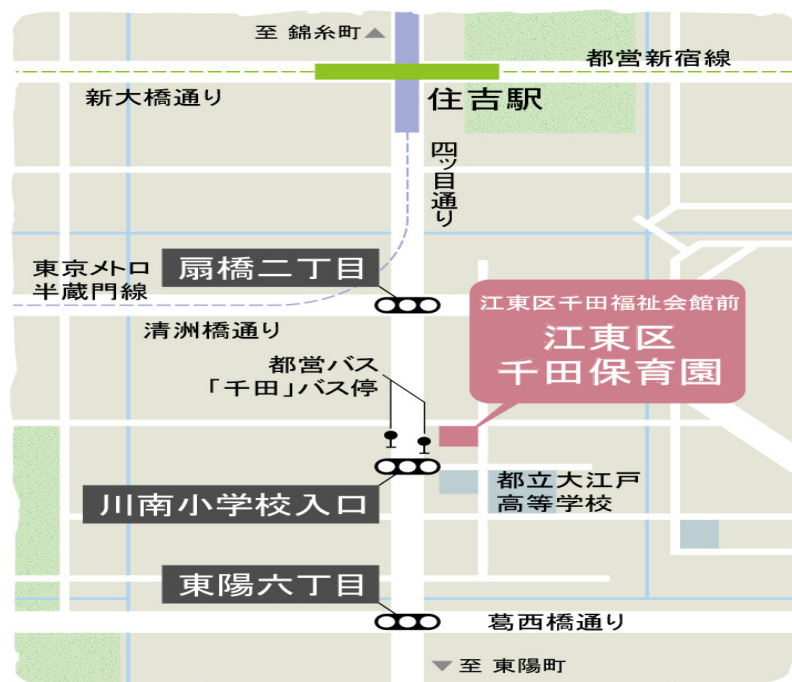 至 錦糸町
都営新宿線
新大橋通り
住吉駅
四ッ目通り
東京メトロ
半蔵門線
扇橋二丁目
清洲橋通り
江東区千田福祉会館前
江東区
千田保育園
都営バス
「千田」バス停
川南小学校入口
都立大江戸
高等学校
東陽六丁目
葛西橋通り
至 東陽町